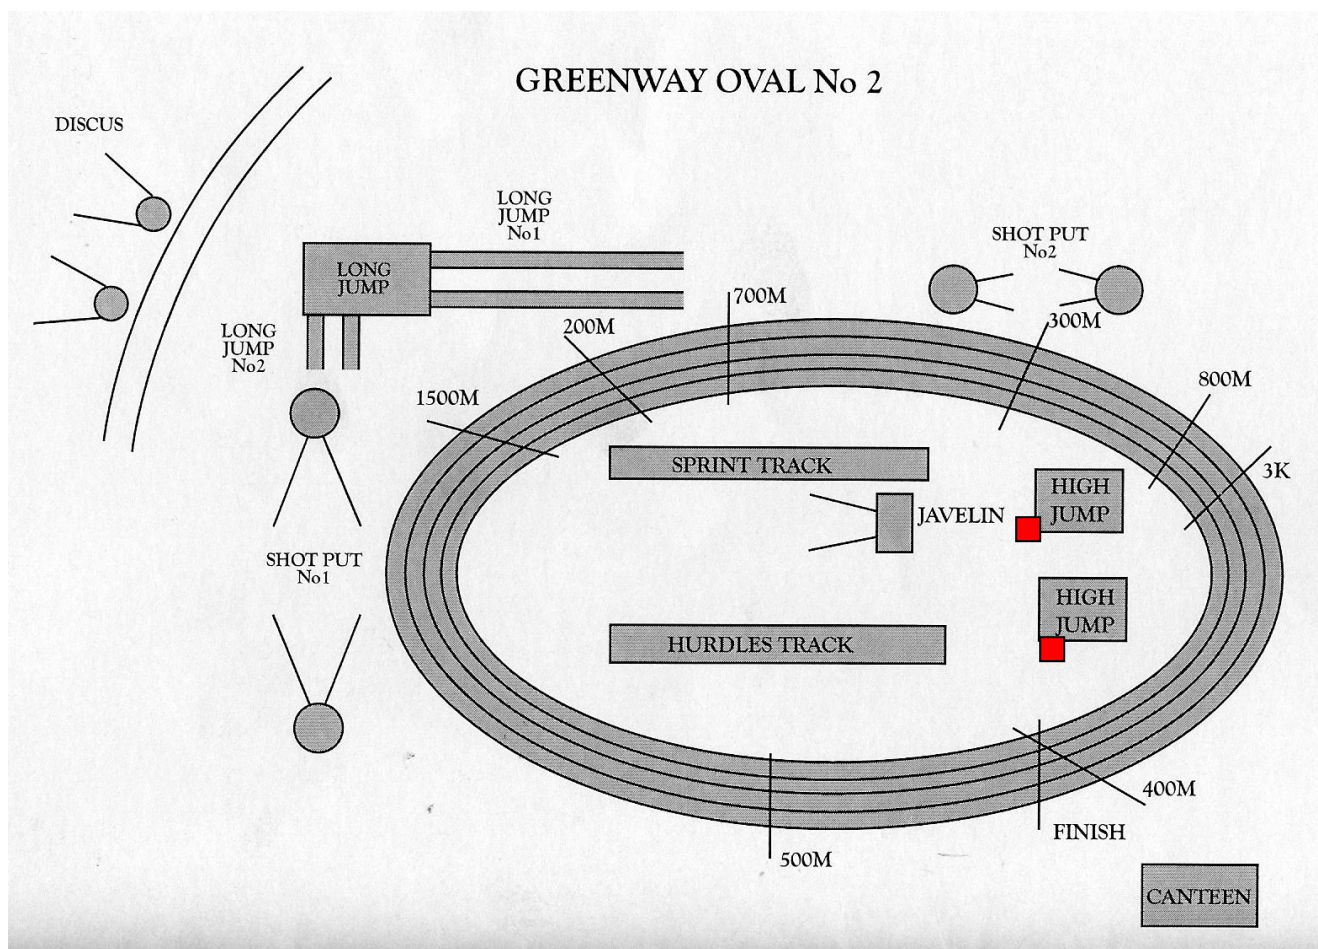 GREENWAY OVAL No 2
DISCUS
LONG
JUMP
No1
SHOT PUT
No2
LONG
JUMP
700M
300M
LONG
JUMP
No2
200M
1500M
800M
SPRINT TRACK
3K
HIGH
JUMP
JAVELIN
SHOT PUT
No1
HIGH
JUMP
HURDLES TRACK
400M
FINISH
500M
CANTEEN